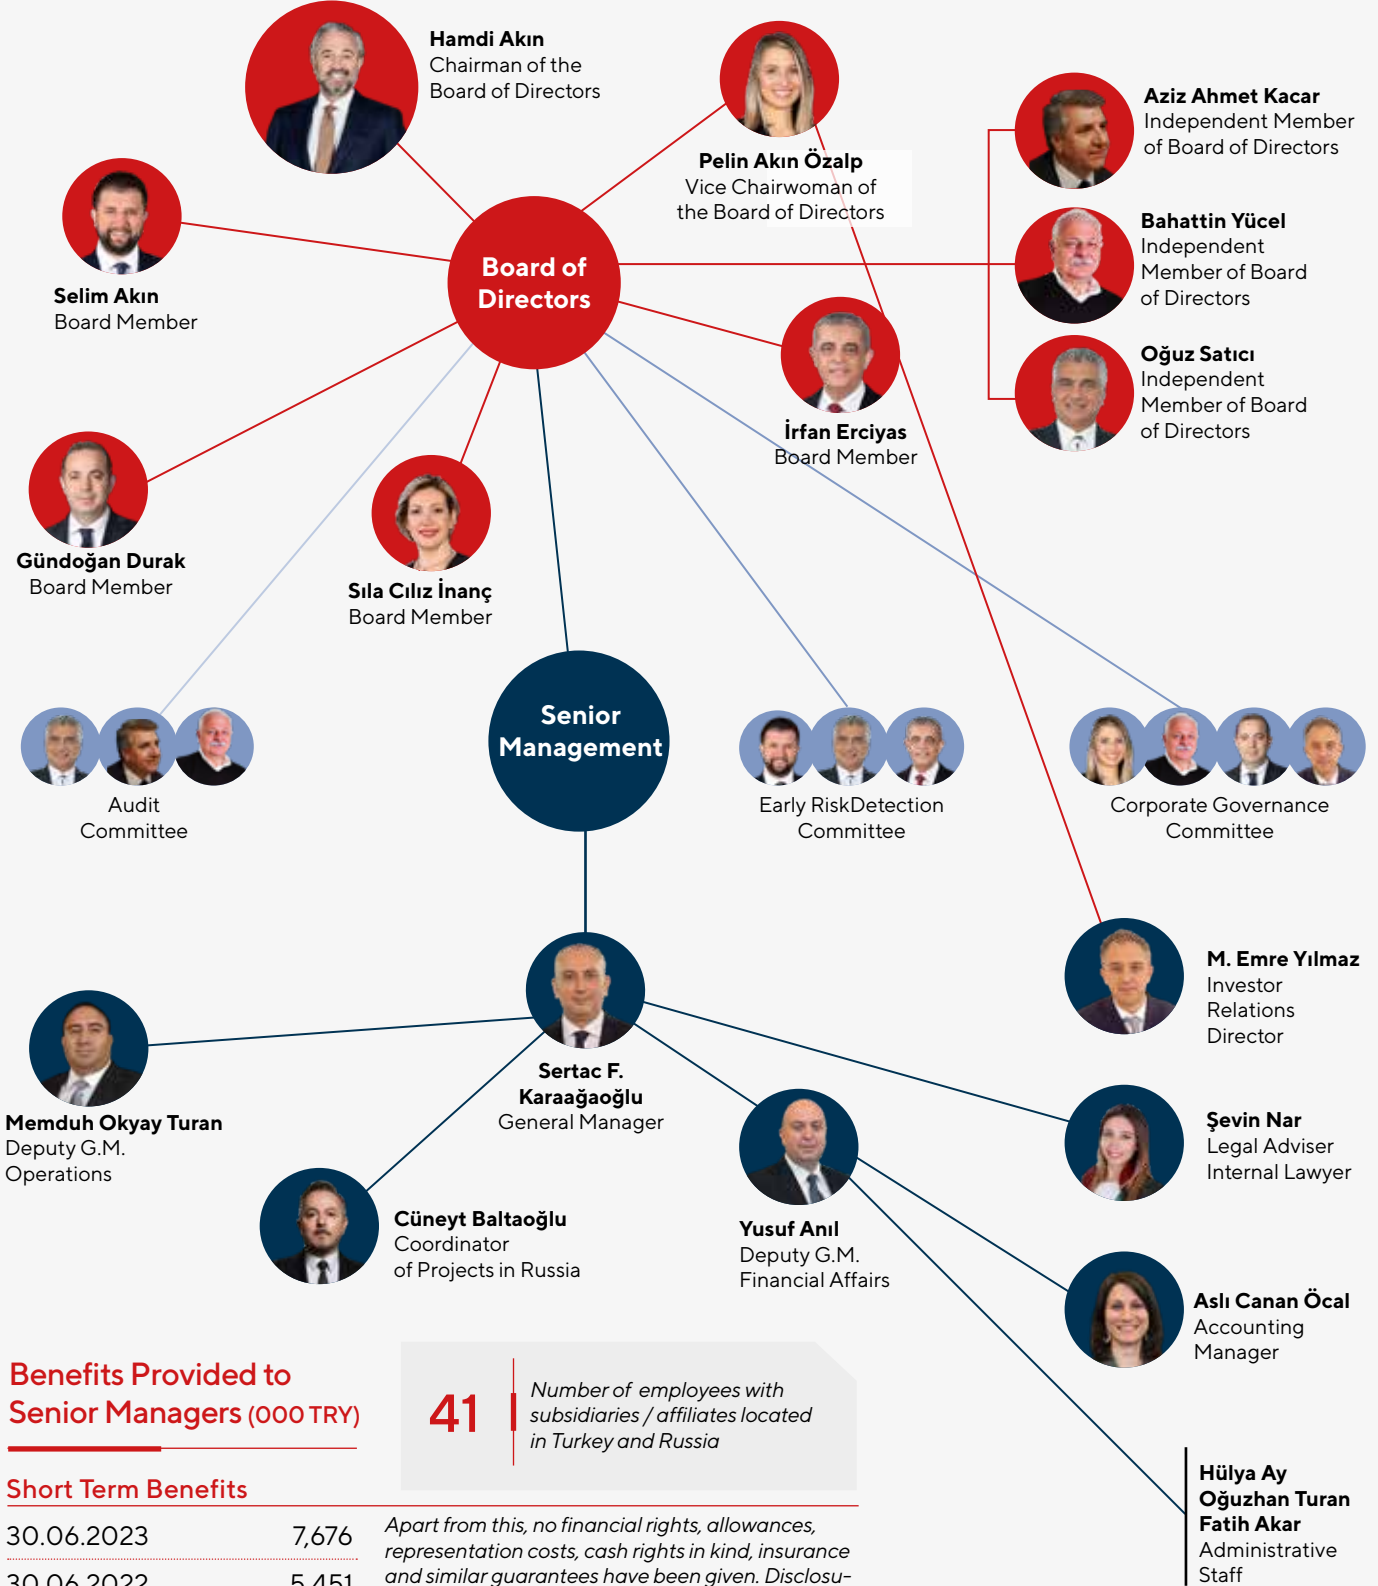 Hamdi Akın
Chairman of the
Board of Directors
Pelin Akın Özalp
Vice Chairwoman of
the Board of Directors
Aziz Ahmet Kacar
Independent Member
of Board of Directors
Selim Akın
Board Member
Board of
Directors
Bahattin Yücel
Independent
Member of Board
of Directors
İrfan Erciyas
Board Member
Oğuz Satıcı
Independent
Member of Board
of Directors
Gündoğan Durak
Board Member
Sıla Cılız İnanç
Board Member
Senior
Management
Audit
Committee
Early RiskDetection
Committee
Corporate Governance
Committee
M. Emre Yılmaz
Investor
Relations
Director
Sertac F.
Karaağaoğlu
General Manager
Memduh Okyay Turan
Deputy G.M.
Operations
Şevin Nar
Legal Adviser
Internal Lawyer
Cüneyt Baltaoğlu
Coordinator
of Projects in Russia
Yusuf Anıl
Deputy G.M.
Financial Affairs
Aslı Canan Öcal
Accounting
Manager
Hülya Ay
Oğuzhan Turan
Fatih Akar
Administrative
Staff
Benefits Provided to
Senior Managers (000 TRY)
41
Number of employees with
subsidiaries / affiliates located
in Turkey and Russia
Short Term Benefits
30.06.2023 7,676
30.06.2022 5,451
Apart from this, no financial rights, allowances,
representation costs, cash rights in kind, insurance
and similar guarantees have been given. Disclosu-